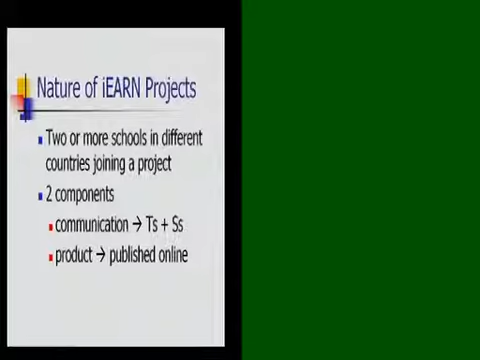 Nature of iEARN Projects
Two or more schools in different
countries joining a project
2 components
communication → Ts + Ss
product → published online